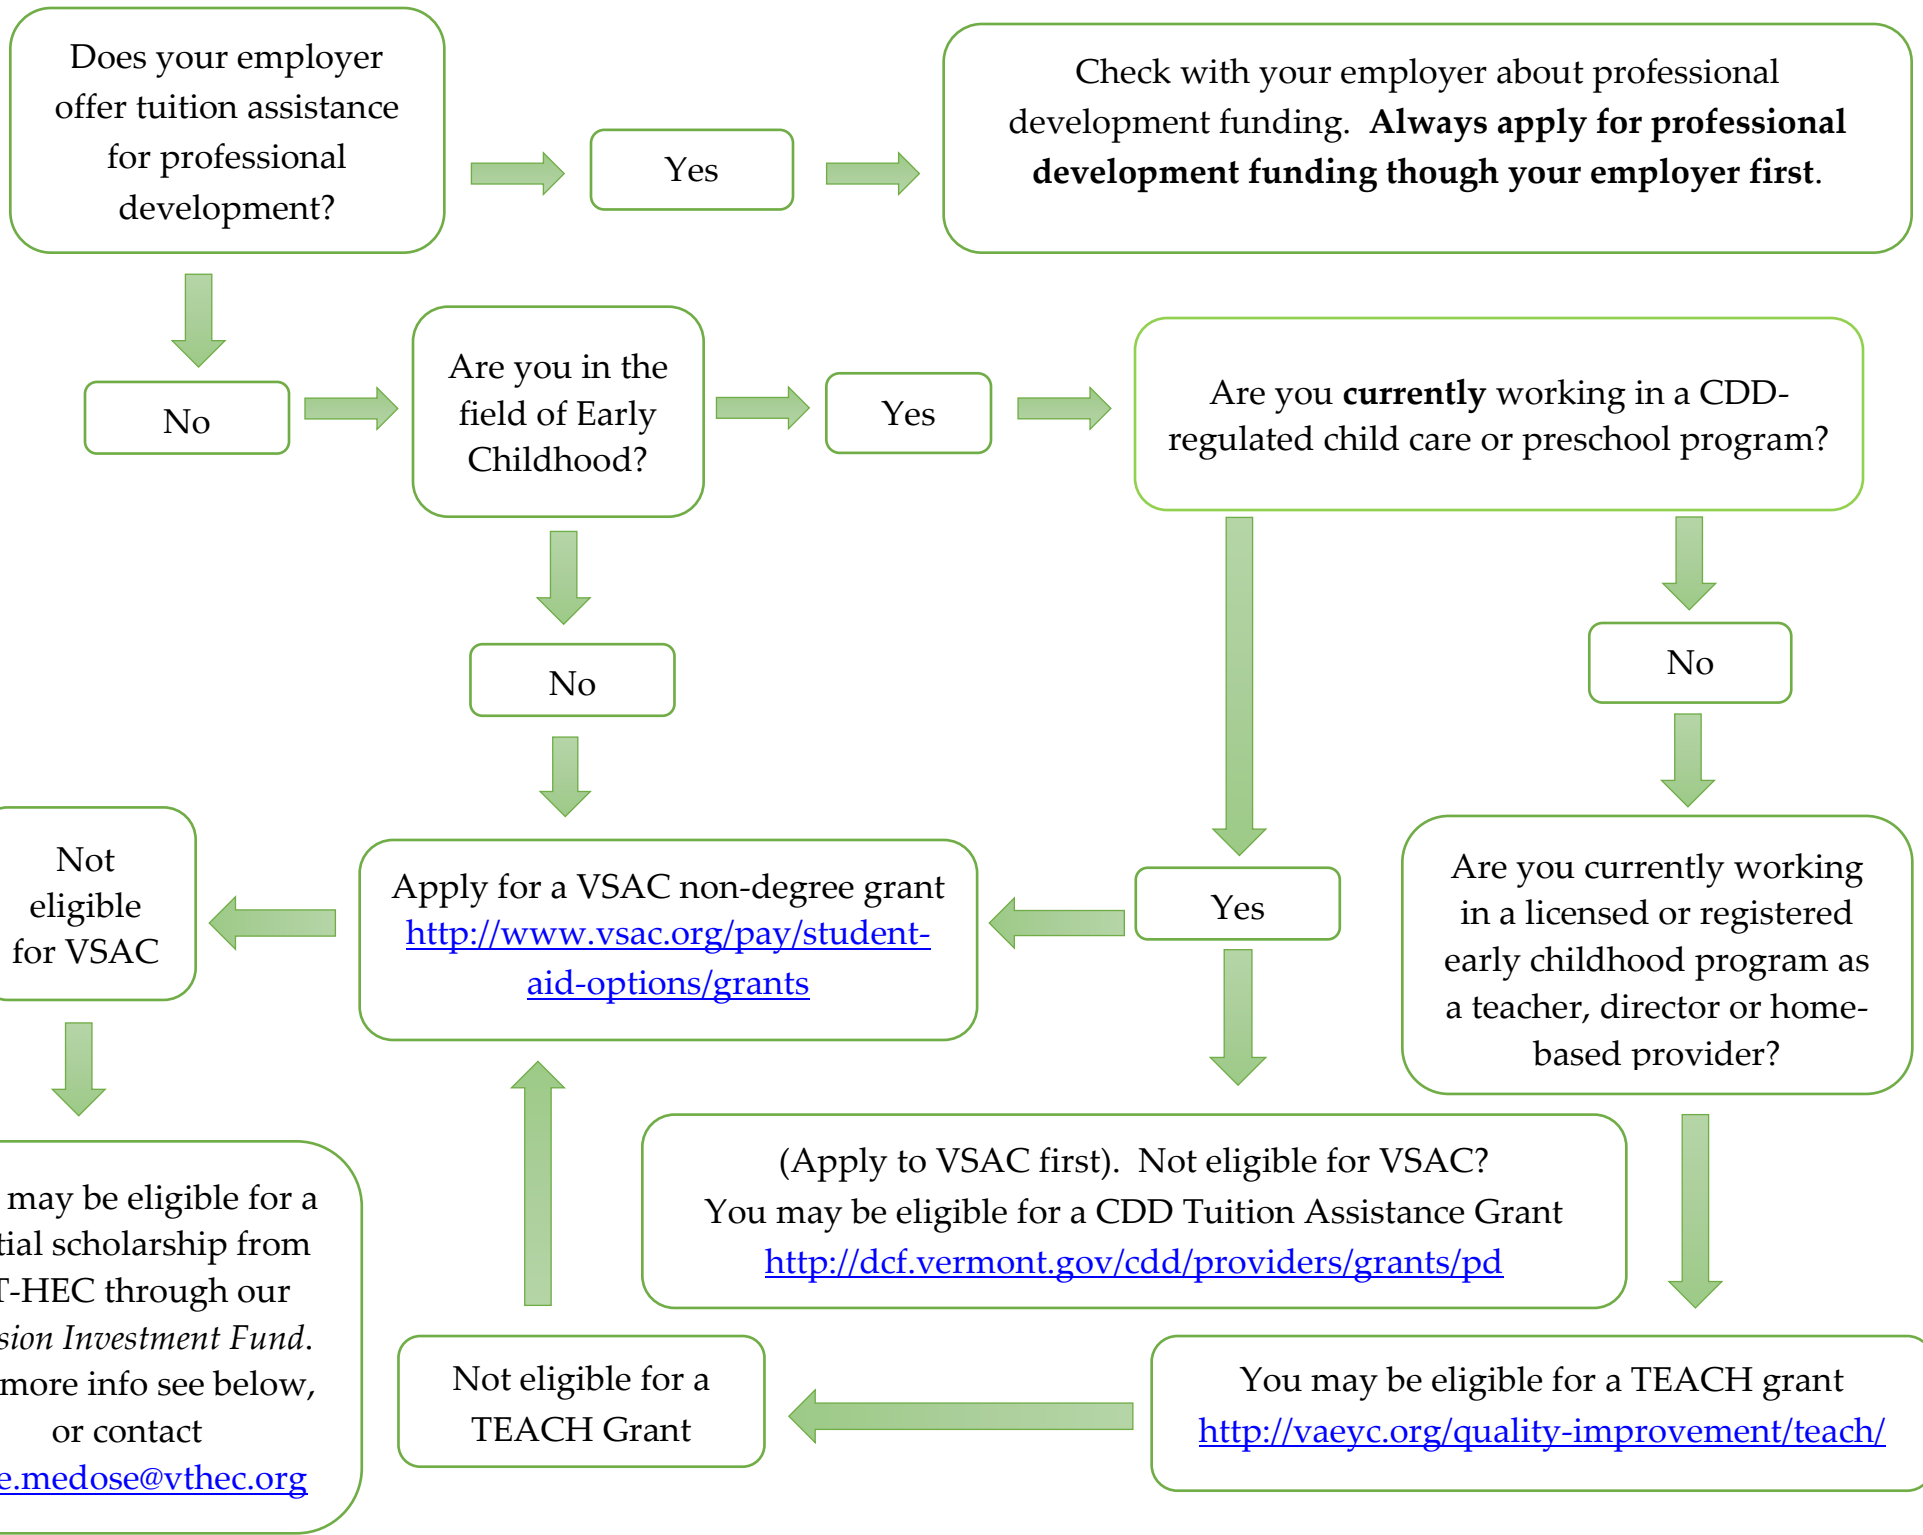 Does your employer
offer tuition assistance
for professional
development?
Yes
Check with your employer about professional
development funding.  Always apply for professional
development funding though your employer first.
No
Are you in the
field of Early
Childhood?
Yes
Are you currently working in a CDD-
regulated child care or preschool program?
No
No
Not
eligible
for VSAC
Apply for a VSAC non-degree grant
http://www.vsac.org/pay/student-
aid-options/grants
Yes
Are you currently working
in a licensed or registered
early childhood program as
a teacher, director or home-
based provider?
may be eligible for a
scholarship from
through our
Investment Fund.
more info see below,
or contact
(Apply to VSAC first).  Not eligible for VSAC?
You may be eligible for a CDD Tuition Assistance Grant
http://dcf.vermont.gov/cdd/providers/grants/pd
Not eligible for a
TEACH Grant
You may be eligible for a TEACH grant
http://vaeyc.org/quality-improvement/teach/